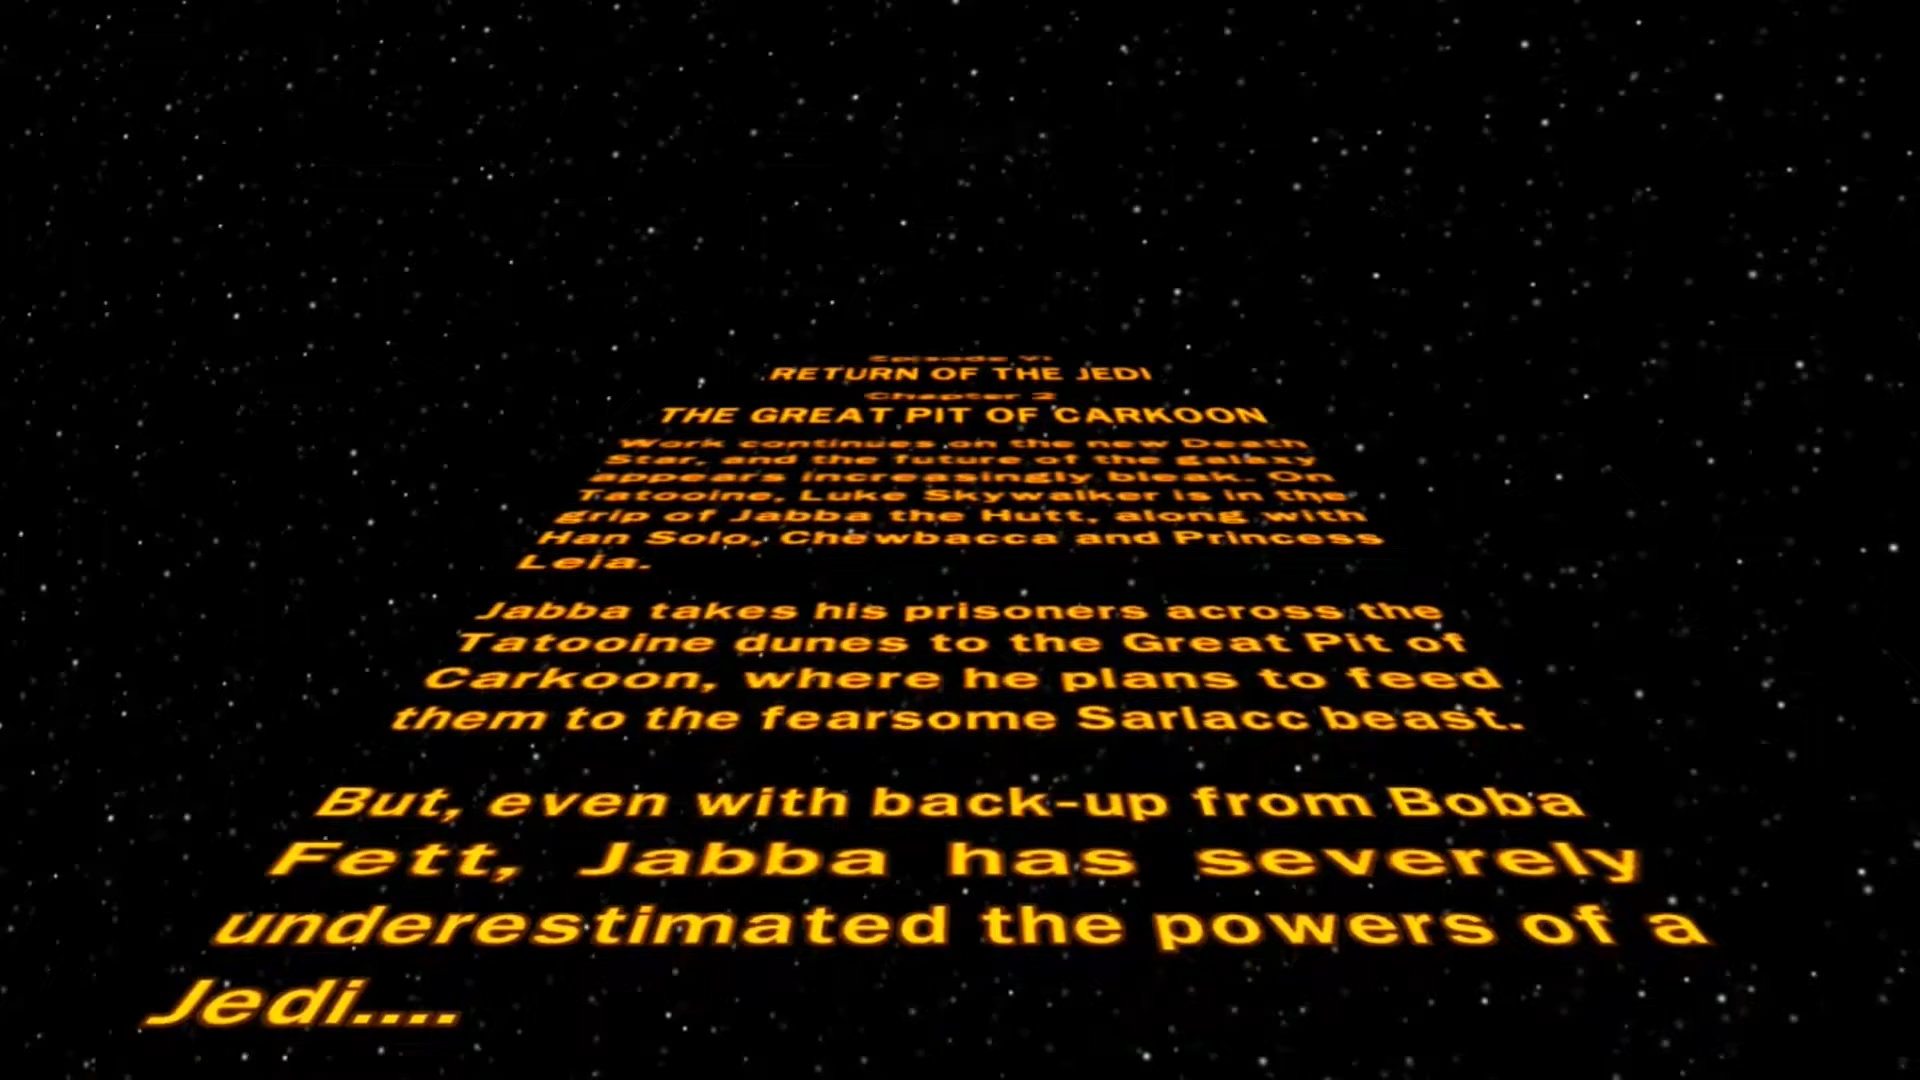 Episode VI
RETURN OF THE JEDI
Chapter 2
THE GREAT PIT OF CARKOON
Work continues on the new Death
Star, and the future of the galaxy
appears increasingly bleak. On
Tatooine, Luke Skywalker is in the
grip of Jabba the Hutt, along with
Han Solo, Chewbacca and Princess
Leia.
Jabba takes his prisoners across the
Tatooine dunes to the Great Pit of
Carkoon, where he plans to feed
them to the fearsome Sarlacc beast.
But, even with back-up from Boba
Fett, Jabba has severely
underestimated the powers of a
Jedi....